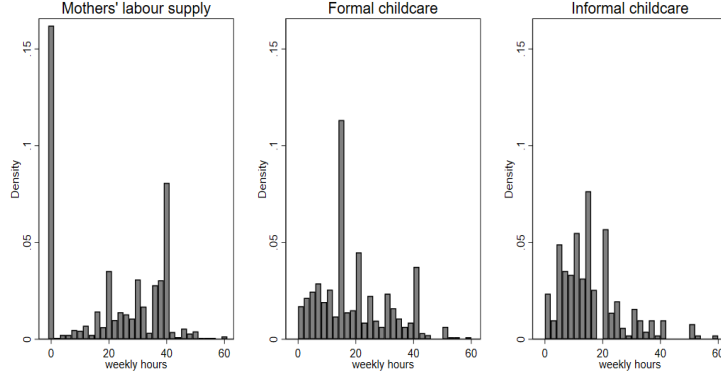 Mothers' labour supply
Formal childcare
Informal childcare
Density
.15
.1
.05
0
0 20 40 60
weekly hours
Density
.15
.1
.05
0
0 20 40 60
weekly hours
Density
.15
.1
.05
0
0 20 40 60
weekly hours